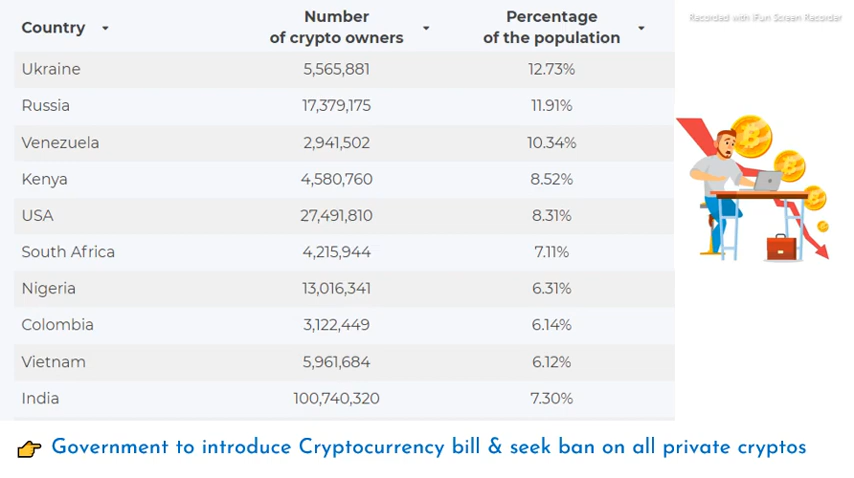 Recorded with iFun Screen Recorder
Country Number of crypto owners Percentage of the population
Ukraine 5,565,881 12.73%
Russia 17,379,175 11.91%
Venezuela 2,941,502 10.34%
Kenya 4,580,760 8.52%
USA 27,491,810 8.31%
South Africa 4,215,944 7.11%
Nigeria 13,016,341 6.31%
Colombia 3,122,449 6.14%
Vietnam 5,961,684 6.12%
India 100,740,320 7.30%
Government to introduce Cryptocurrency bill & seek ban on all private cryptos